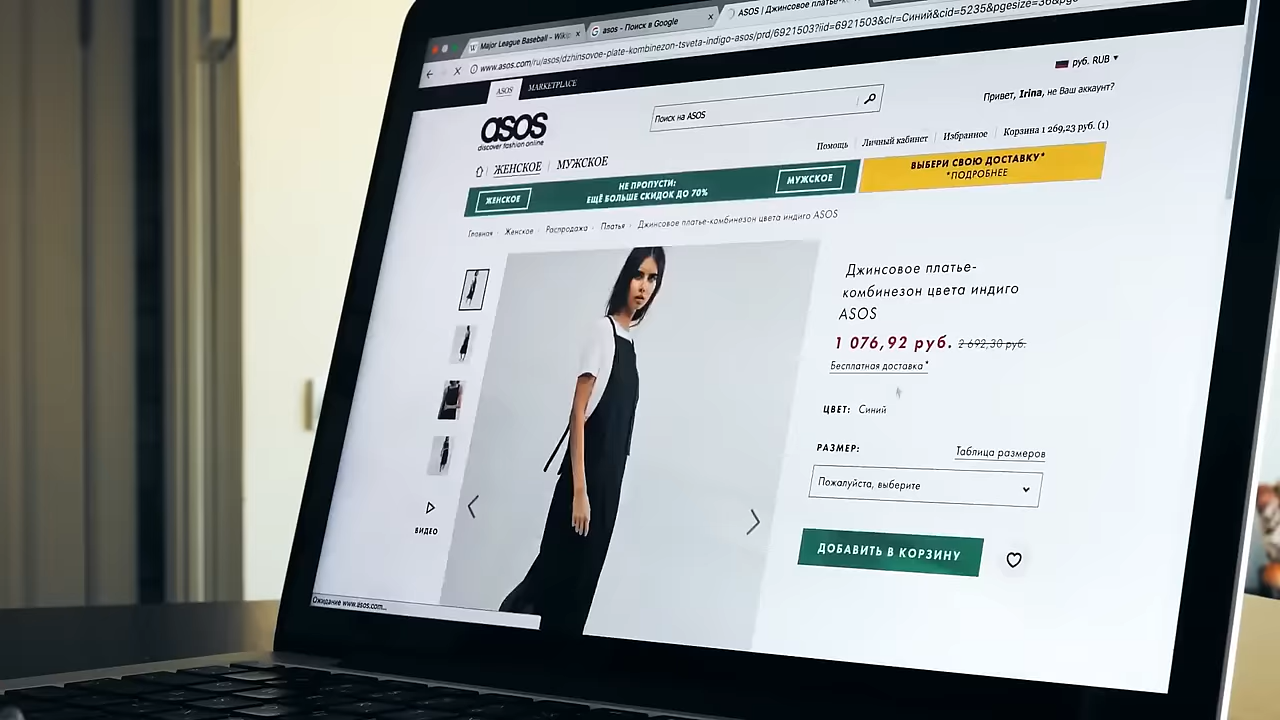 Major League Baseball – Wiki
asos - Поиск в Google
ASOS | Джинсовое платье-к
www.asos.com/ru/asos/dzhinsovoe-plate-kombinezon-tsveta-indigo-asos/prd/6921503?iid=6921503&clr=Синий&cid=5235&pgesize=36&pge
ASOS
MARKETPLACE
руб. RUB
asos
discover fashion online
Поиск на ASOS
Привет, Irina, не Ваш аккаунт?
Помощь
Личный кабинет
Избранное
Корзина 1 269,23 руб. (1)
ЖЕНСКОЕ
МУЖСКОЕ
ЖЕНСКОЕ
НЕ ПРОПУСТИ:
ЕЩЁ БОЛЬШЕ СКИДОК ДО 70%
МУЖСКОЕ
ВЫБЕРИ СВОЮ ДОСТАВКУ*
*ПОДРОБНЕЕ
Главная · Женское · Распродажа · Платья · Джинсовое платье-комбинезон цвета индиго ASOS
Джинсовое платье-
комбинезон цвета индиго
ASOS
1 076,92 руб. 2 692,30 руб.
Бесплатная доставка*
ЦВЕТ: Синий
РАЗМЕР:
Таблица размеров
Пожалуйста, выберите
ВИДЕО
ДОБАВИТЬ В КОРЗИНУ
Ожидание www.asos.com...